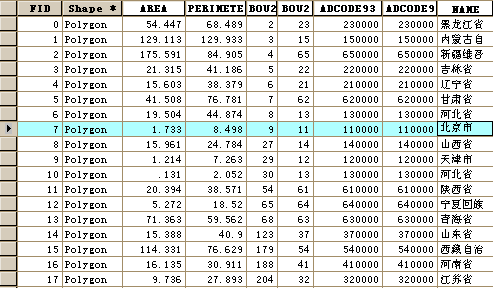 FID Shape * AREA PERIMETE BOU2 BOU2 ADCODE93 ADCODE9 NAME
0 Polygon 54.447 68.489 2 23 230000 230000 黑龙江省
1 Polygon 129.113 129.933 3 15 150000 150000 内蒙古自
2 Polygon 175.591 84.905 4 65 650000 650000 新疆维吾
3 Polygon 21.315 41.186 5 22 220000 220000 吉林省
4 Polygon 15.603 38.379 6 21 210000 210000 辽宁省
5 Polygon 41.508 76.781 7 62 620000 620000 甘肃省
6 Polygon 19.504 44.874 8 13 130000 130000 河北省
7 Polygon 1.733 8.498 9 11 110000 110000 北京市
8 Polygon 15.961 24.784 27 14 140000 140000 山西省
9 Polygon 1.214 7.263 29 12 120000 120000 天津市
10 Polygon .131 2.052 30 13 130000 130000 河北省
11 Polygon 20.394 38.571 54 61 610000 610000 陕西省
12 Polygon 5.272 18.52 65 64 640000 640000 宁夏回族
13 Polygon 71.363 59.562 68 63 630000 630000 青海省
14 Polygon 15.388 40.9 123 37 370000 370000 山东省
15 Polygon 114.331 76.629 179 54 540000 540000 西藏自治
16 Polygon 16.135 30.911 188 41 410000 410000 河南省
17 Polygon 9.736 27.893 204 32 320000 320000 江苏省